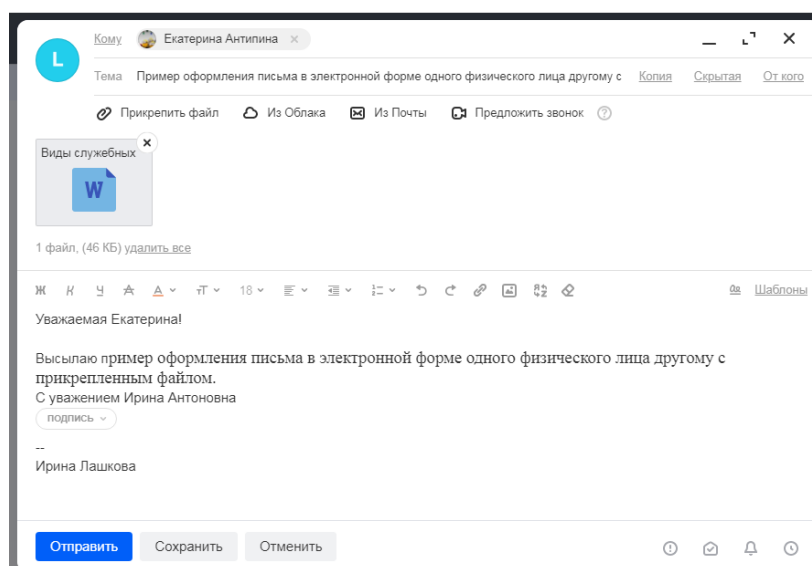 L
Кому Екатерина Антипина ×
Тема Пример оформления письма в электронной форме одного физического лица другому с Копия Скрытая От кого
Прикрепить файл Из Облака Из Почты Предложить звонок ?
Виды служебных
W
1 файл, (46 КБ) удалить все
Ж К Ч А А тТ 18 Шаблоны
Уважаемая Екатерина!
Высылаю пример оформления письма в электронной форме одного физического лица другому с
прикрепленным файлом.
С уважением Ирина Антоновна
подпись
--
Ирина Лашкова
Отправить Сохранить Отменить